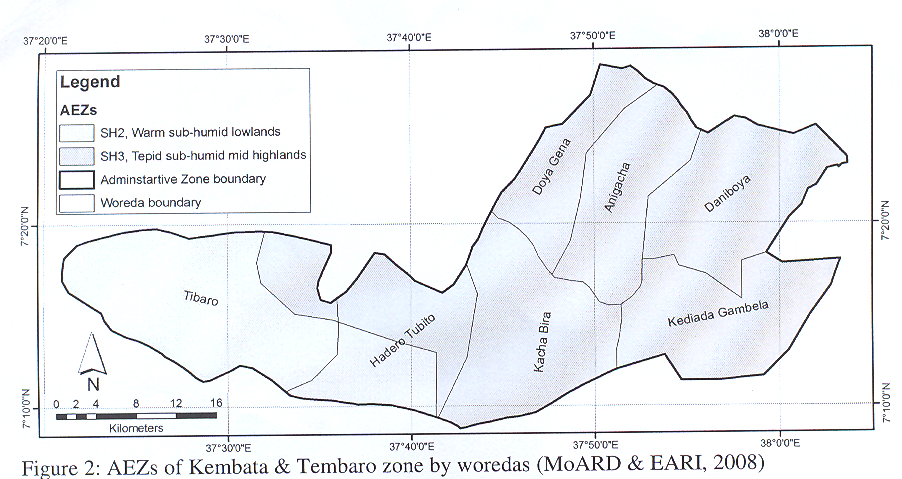 37°20'0"E 37°30'0"E 37°40'0"E 37°50'0"E 38°0'0"E
Legend
AEZs
SH2, Warm sub-humid lowlands
SH3, Tepid sub-humid mid highlands
Adminstartive Zone boundary
Woreda boundary
Doya Gena
Anigacha
Daniboya
7°20'0"N 7°20'0"N
Tibaro
Hadero Tubito
Kacha Bira
Kediada Gambela
N
0 2 4 8 12 16
Kilometers
7°10'0"N 7°10'0"N
37°30'0"E 37°40'0"E 37°50'0"E 38°0'0"E
Figure 2: AEZs of Kembata & Tembaro zone by woredas (MoARD & EARI, 2008)